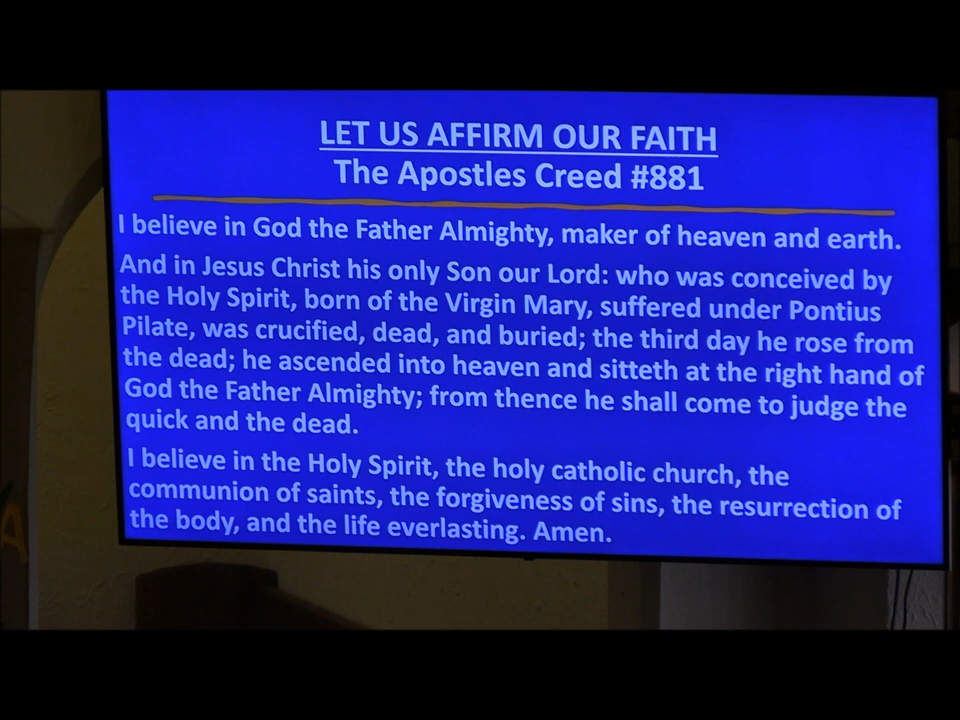 LET US AFFIRM OUR FAITH
The Apostles Creed #881
I believe in God the Father Almighty, maker of heaven and earth.
And in Jesus Christ his only Son our Lord: who was conceived by
the Holy Spirit, born of the Virgin Mary, suffered under Pontius
Pilate, was crucified, dead, and buried; the third day he rose from
the dead; he ascended into heaven and sitteth at the right hand of
God the Father Almighty; from thence he shall come to judge the
quick and the dead.
I believe in the Holy Spirit, the holy catholic church, the
communion of saints, the forgiveness of sins, the resurrection of
the body, and the life everlasting. Amen.